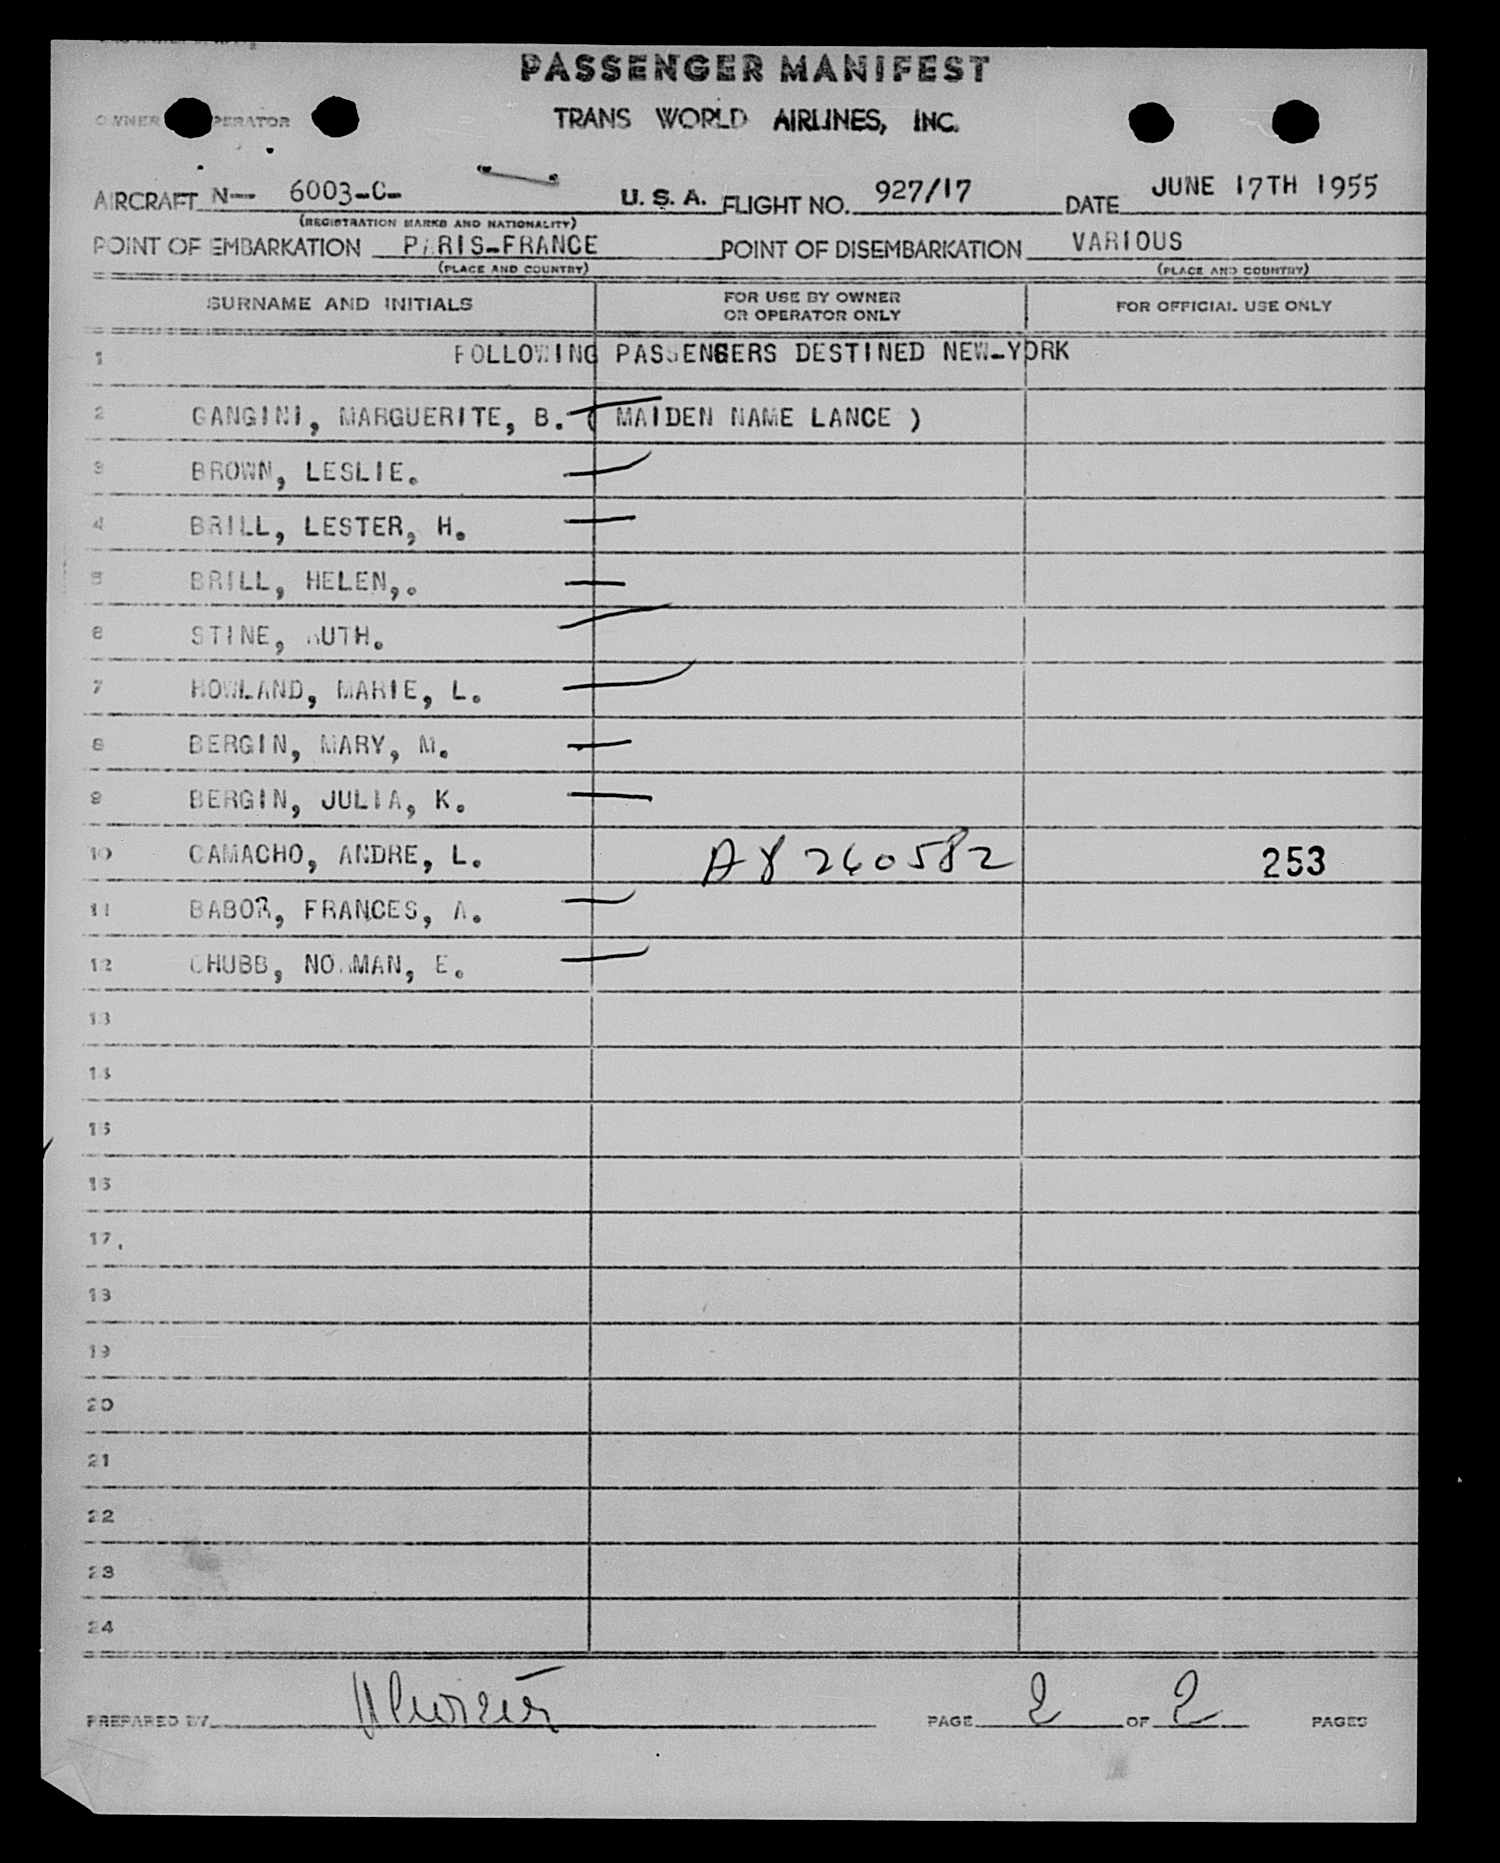 PASSENGER MANIFEST
OWNER OPERATOR
TRANS WORLD AIRLINES, INC.
AIRCRAFT N— 6003-C- U. S. A. FLIGHT NO. 927/17 DATE JUNE 17TH 1955
(REGISTRATION MARKS AND NATIONALITY)
POINT OF EMBARKATION PARIS-FRANCE POINT OF DISEMBARKATION VARIOUS
(PLACE AND COUNTRY) (PLACE AND COUNTRY)
SURNAME AND INITIALS FOR USE BY OWNER OR OPERATOR ONLY FOR OFFICIAL USE ONLY
1 FOLLOWING PASSENGERS DESTINED NEW-YORK
2 GANGINI, MARGUERITE, B. ( MAIDEN NAME LANCE )
3 BROWN, LESLIE.
4 BRILL, LESTER, H.
5 BRILL, HELEN,.
6 STINE, RUTH.
7 HOWLAND, MARIE, L.
8 BERGIN, MARY, M.
9 BERGIN, JULIA, K.
10 CAMACHO, ANDRE, L. A8 260582 253
11 BABOR, FRANCES, A.
12 CHUBB, NORMAN, E.
13
14
15
16
17
18
19
20
21
22
23
24
PREPARED BY PAGE 2 OF 2 PAGES